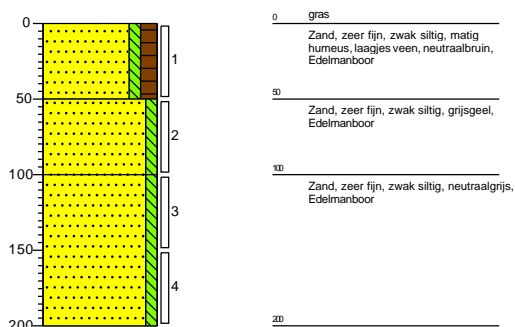 0
50
100
150
200
1
2
3
4
0 gras
Zand, zeer fijn, zwak siltig, matig
humeus, laagjes veen, neutraalbruin,
Edelmanboor
50
Zand, zeer fijn, zwak siltig, grijsgeel,
Edelmanboor
100
Zand, zeer fijn, zwak siltig, neutraalgrijs,
Edelmanboor
200